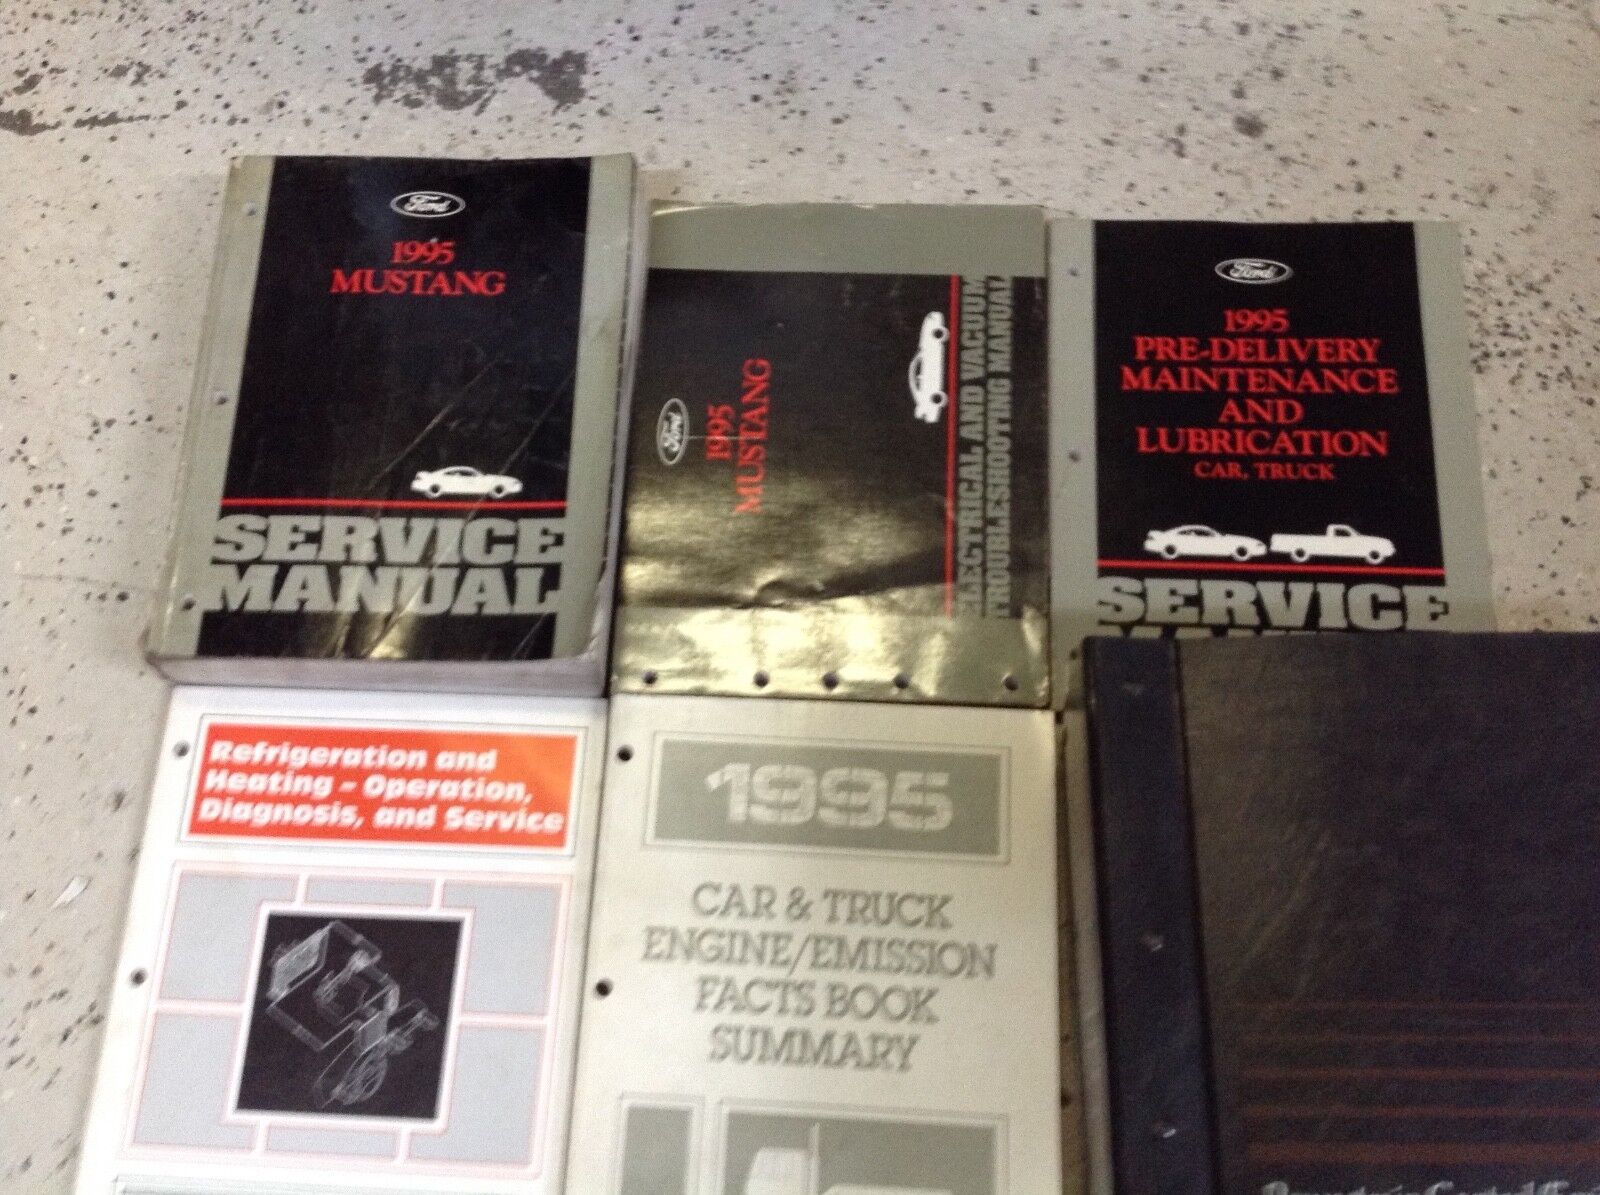 Ford
1995
MUSTANG
SERVICE
MANUAL
Ford
1995
MUSTANG
ELECTRICAL AND VACUUM
TROUBLESHOOTING MANUAL
Ford
1995
PRE-DELIVERY
MAINTENANCE
AND
LUBRICATION
CAR, TRUCK
SERVICE
Refrigeration and
Heating - Operation,
Diagnosis, and Service
1995
CAR & TRUCK
ENGINE/EMISSION
FACTS BOOK
SUMMARY